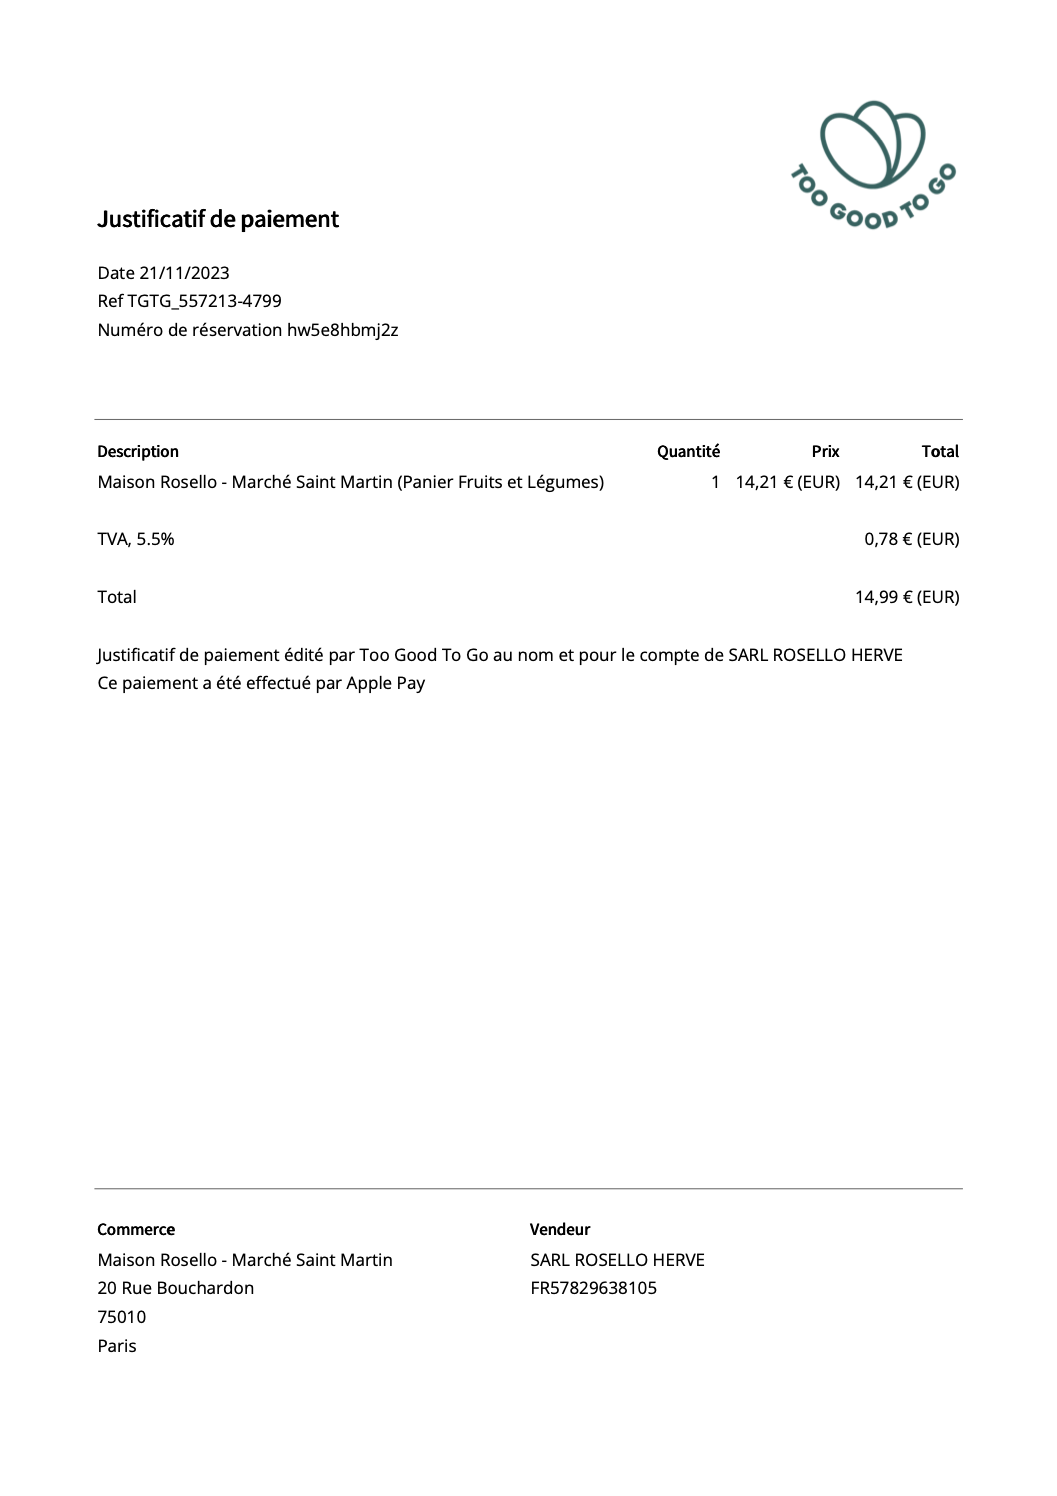 TOO GOOD TO GO
Justificatif de paiement
Date 21/11/2023
Ref TGTG_557213-4799
Numéro de réservation hw5e8hbmj2z
Description Quantité Prix Total
Maison Rosello - Marché Saint Martin (Panier Fruits et Légumes) 1 14,21 € (EUR) 14,21 € (EUR)
TVA, 5.5% 0,78 € (EUR)
Total 14,99 € (EUR)
Justificatif de paiement édité par Too Good To Go au nom et pour le compte de SARL ROSELLO HERVE
Ce paiement a été effectué par Apple Pay
Commerce
Maison Rosello - Marché Saint Martin
20 Rue Bouchardon
75010
Paris
Vendeur
SARL ROSELLO HERVE
FR57829638105